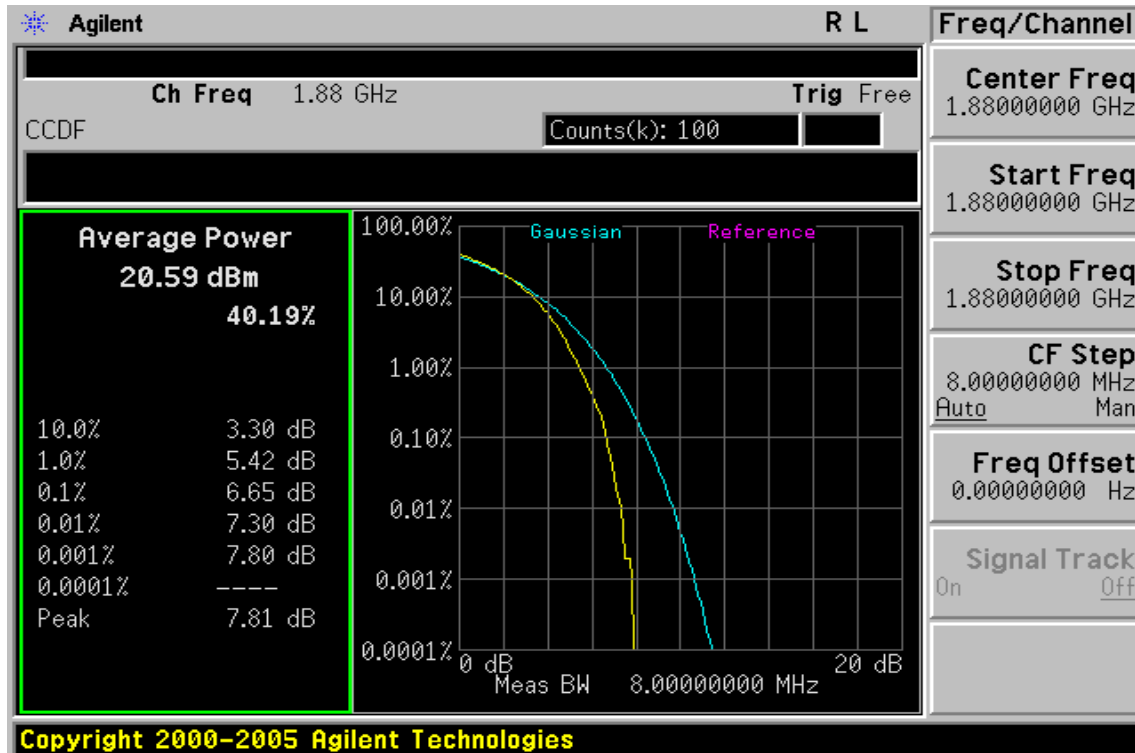 Agilent R L Freq/Channel
Ch Freq 1.88 GHz Trig Free
CCDF Counts(k): 100
Center Freq
1.88000000 GHz
Start Freq
1.88000000 GHz
Stop Freq
1.88000000 GHz
CF Step
8.00000000 MHz
Auto Man
Freq Offset
0.00000000 Hz
Signal Track
On Off
Average Power
20.59 dBm
40.19%
10.0% 3.30 dB
1.0% 5.42 dB
0.1% 6.65 dB
0.01% 7.30 dB
0.001% 7.80 dB
0.0001% ----
Peak 7.81 dB
Gaussian Reference
100.00%
10.00%
1.00%
0.10%
0.01%
0.001%
0.0001%
0 dB 20 dB
Meas BW 8.00000000 MHz
Copyright 2000-2005 Agilent Technologies